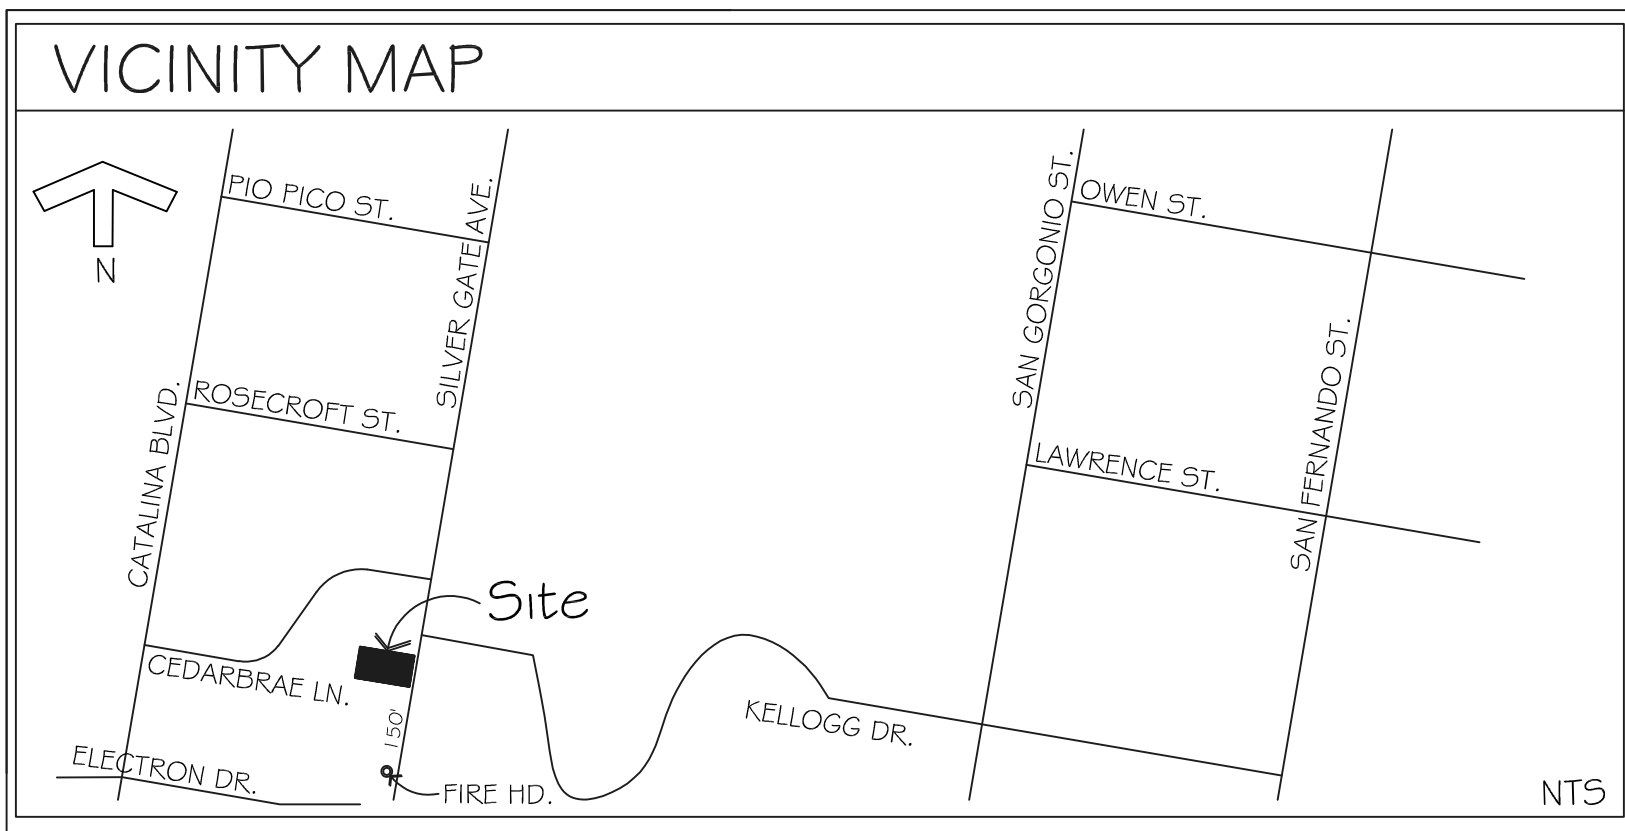 VICINITY MAP
N
PIO PICO ST.
SILVER GATE AVE.
SAN GORGONIO ST.
OWEN ST.
CATALINA BLVD.
ROSECROFT ST.
SAN FERNANDO ST.
LAWRENCE ST.
Site
CEDARBRAE LN.
150'
KELLOGG DR.
ELECTRON DR.
FIRE HD.
NTS